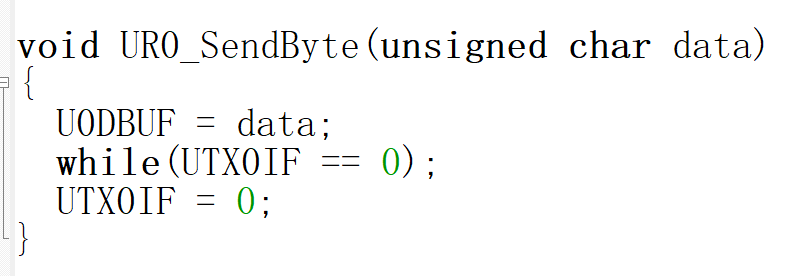 void UR0_SendByte(unsigned char data)
{
U0DBUF = data;
while(UTX0IF == 0);
UTX0IF = 0;
}